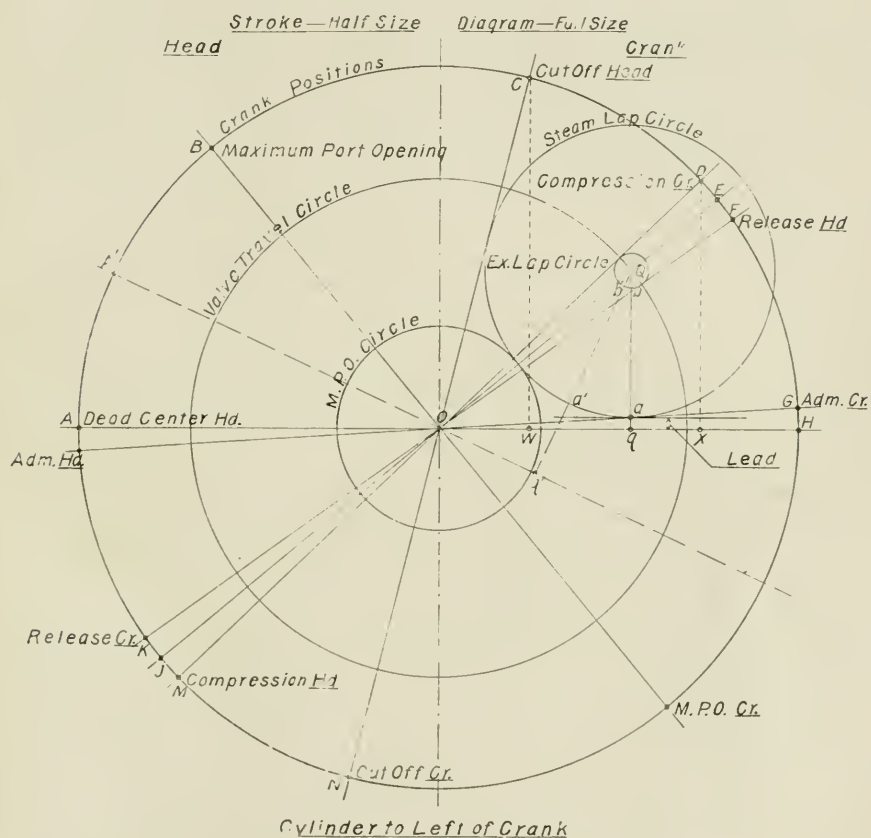 Stroke—Half Size Diagram—Ful.l Size
Head
Crank
Crank Positions
C
Cut Off Head
Steam Lap Circle
B
Maximum Port Opening
Compression Cr.
D
E
F
Release Hd
Valve Travel Circle
Ex. Lap Circle
Q
b
M.P.O. Circle
O
a'
a
G
Adm. Cr.
A
Dead Center Hd.
W
q
X
H
Adm. Hd.
Lead
Release Cr.
K
J
M
Compression Hd
M.P.O. Cr.
N
Cut Off Cr.
Cylinder to Left of Crank